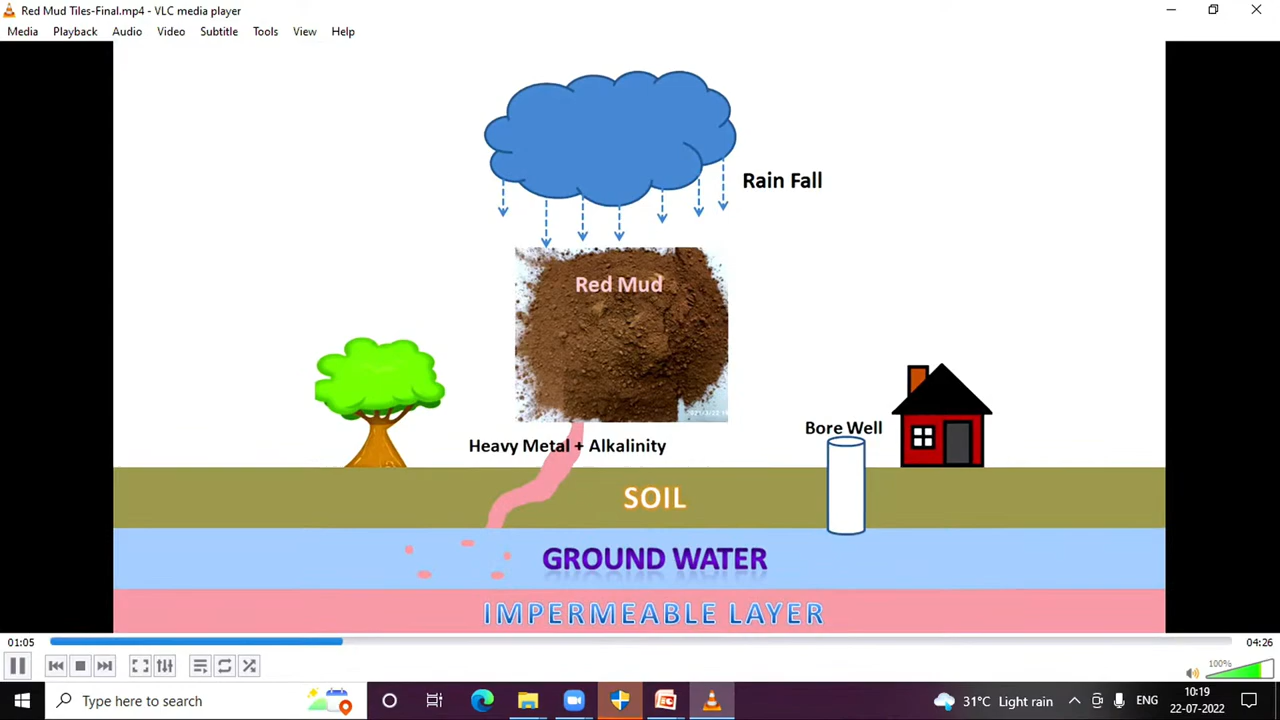 Red Mud Tiles-Final.mp4 - VLC media player
Media Playback Audio Video Subtitle Tools View Help
Rain Fall
Red Mud
Heavy Metal + Alkalinity
Bore Well
SOIL
GROUND WATER
IMPERMEABLE LAYER
01:05
04:26
100%
Type here to search
31°C Light rain
ENG
10:19
22-07-2022